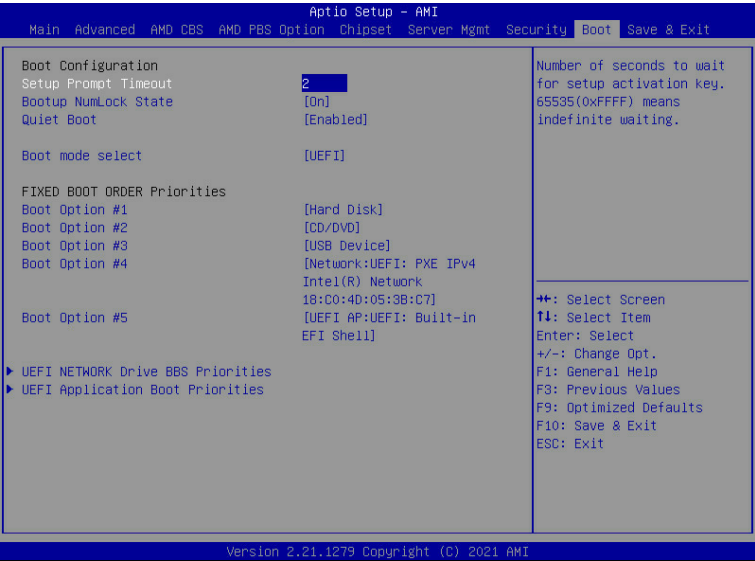 Aptio Setup - AMI
Main Advanced AMD CBS AMD PBS Option Chipset Server Mgmt Security Boot Save & Exit
Boot Configuration
Setup Prompt Timeout 2
Bootup NumLock State [On]
Quiet Boot [Enabled]
Boot mode select [UEFI]
FIXED BOOT ORDER Priorities
Boot Option #1 [Hard Disk]
Boot Option #2 [CD/DVD]
Boot Option #3 [USB Device]
Boot Option #4 [Network:UEFI: PXE IPv4
Intel(R) Network
18:C0:4D:05:3B:C7]
Boot Option #5 [UEFI AP:UEFI: Built-in
EFI Shell]
UEFI NETWORK Drive BBS Priorities
UEFI Application Boot Priorities
Number of seconds to wait
for setup activation key.
65535(0xFFFF) means
indefinite waiting.
→←: Select Screen
↑↓: Select Item
Enter: Select
+/-: Change Opt.
F1: General Help
F3: Previous Values
F9: Optimized Defaults
F10: Save & Exit
ESC: Exit
Version 2.21.1279 Copyright (C) 2021 AMI